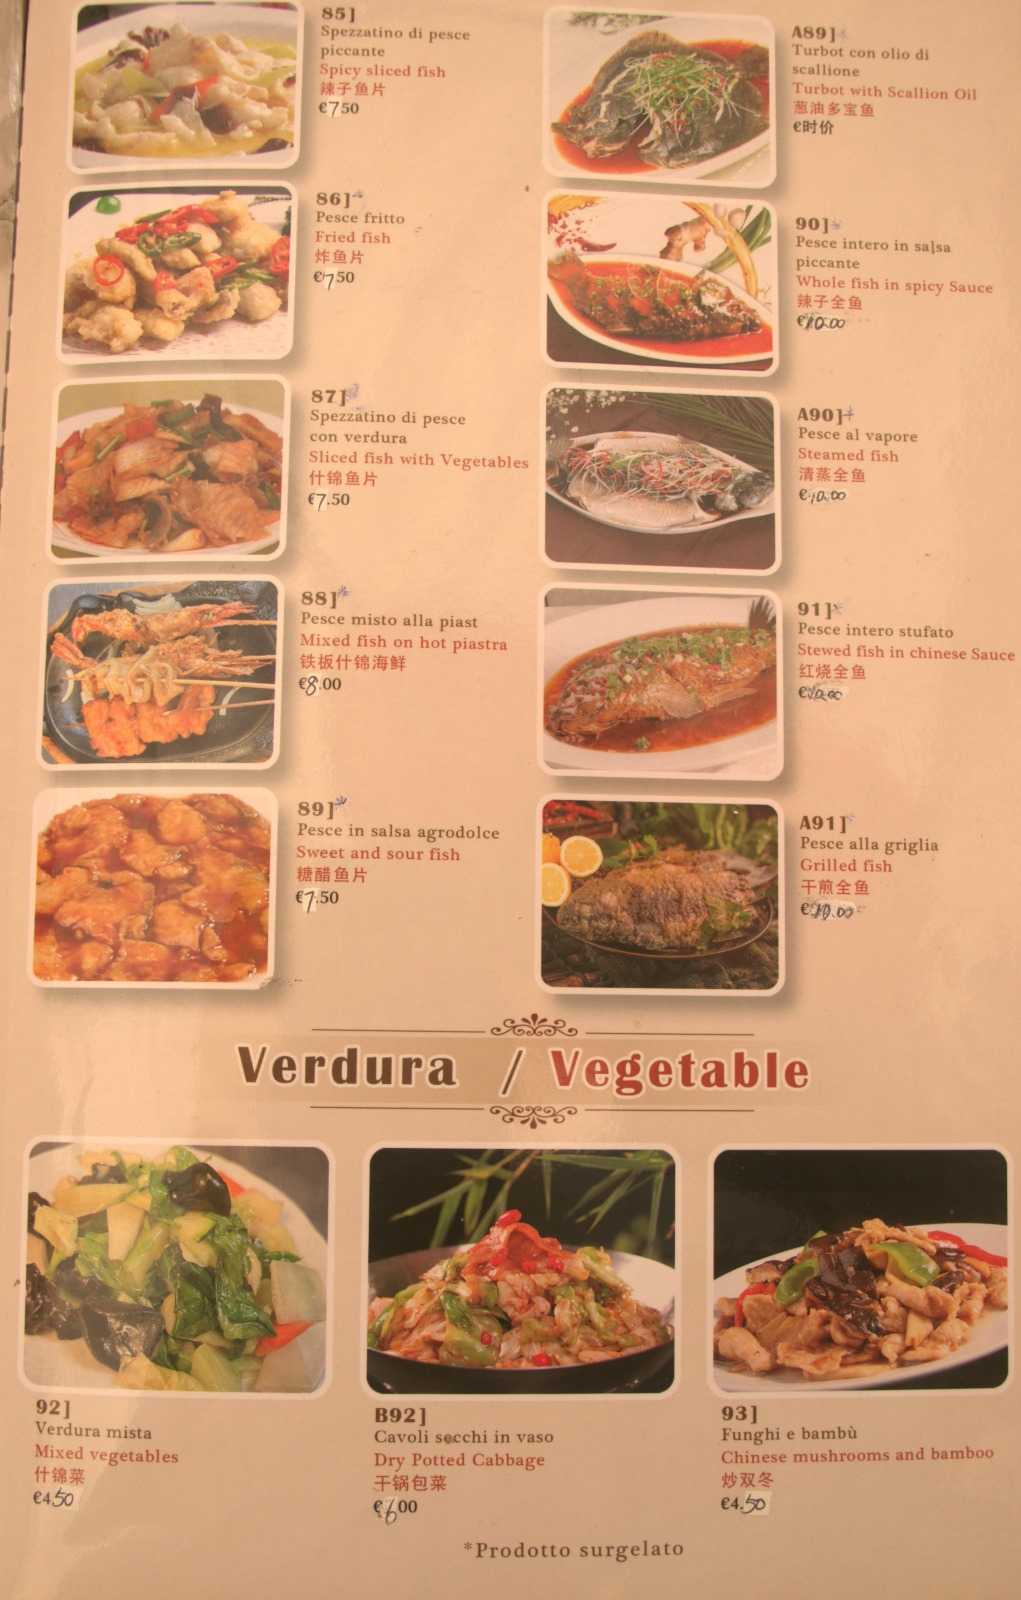 85]
Spezzatino di pesce
piccante
Spicy sliced fish
辣子鱼片
€7.50
86]*
Pesce fritto
Fried fish
炸鱼片
€7.50
87]*
Spezzatino di pesce
con verdura
Sliced fish with Vegetables
什锦鱼片
€7.50
88]*
Pesce misto alla piast
Mixed fish on hot piastra
铁板什锦海鲜
€8.00
89]*
Pesce in salsa agrodolce
Sweet and sour fish
糖醋鱼片
€7.50
A89]*
Turbot con olio di
scallione
Turbot with Scallion Oil
葱油多宝鱼
€时价
90]*
Pesce intero in salsa
piccante
Whole fish in spicy Sauce
辣子全鱼
€10.00
A90]*
Pesce al vapore
Steamed fish
清蒸全鱼
€10.00
91]*
Pesce intero stufato
Stewed fish in chinese Sauce
红烧全鱼
€10.00
A91]*
Pesce alla griglia
Grilled fish
干煎全鱼
€10.00
Verdura / Vegetable
92]
Verdura mista
Mixed vegetables
什锦菜
€4.50
B92]
Cavoli secchi in vaso
Dry Potted Cabbage
干锅包菜
€6.00
93]
Funghi e bambù
Chinese mushrooms and bamboo
炒双冬
€4.50
*Prodotto surgelato